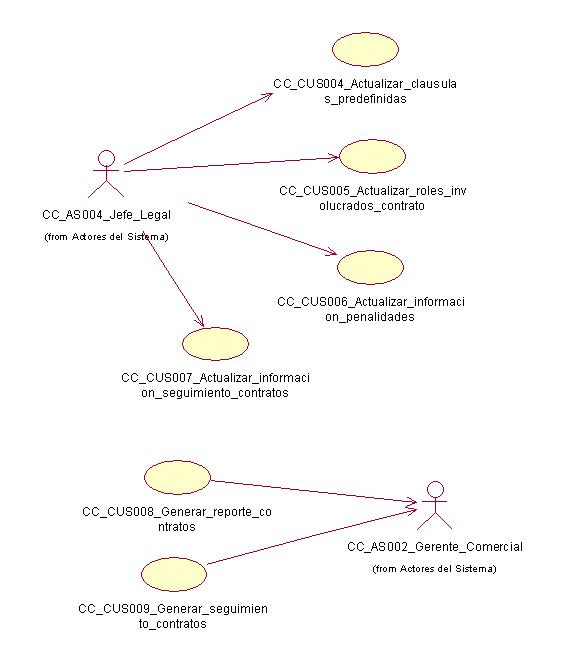 CC_CUS004_Actualizar_clausula
s_predefinidas
CC_CUS005_Actualizar_roles_inv
olucrados_contrato
CC_AS004_Jefe_Legal
(from Actores del Sistema)
CC_CUS006_Actualizar_informaci
on_penalidades
CC_CUS007_Actualizar_informaci
on_seguimiento_contratos
CC_CUS008_Generar_reporte_co
ntratos
CC_AS002_Gerente_Comercial
(from Actores del Sistema)
CC_CUS009_Generar_seguimien
to_contratos